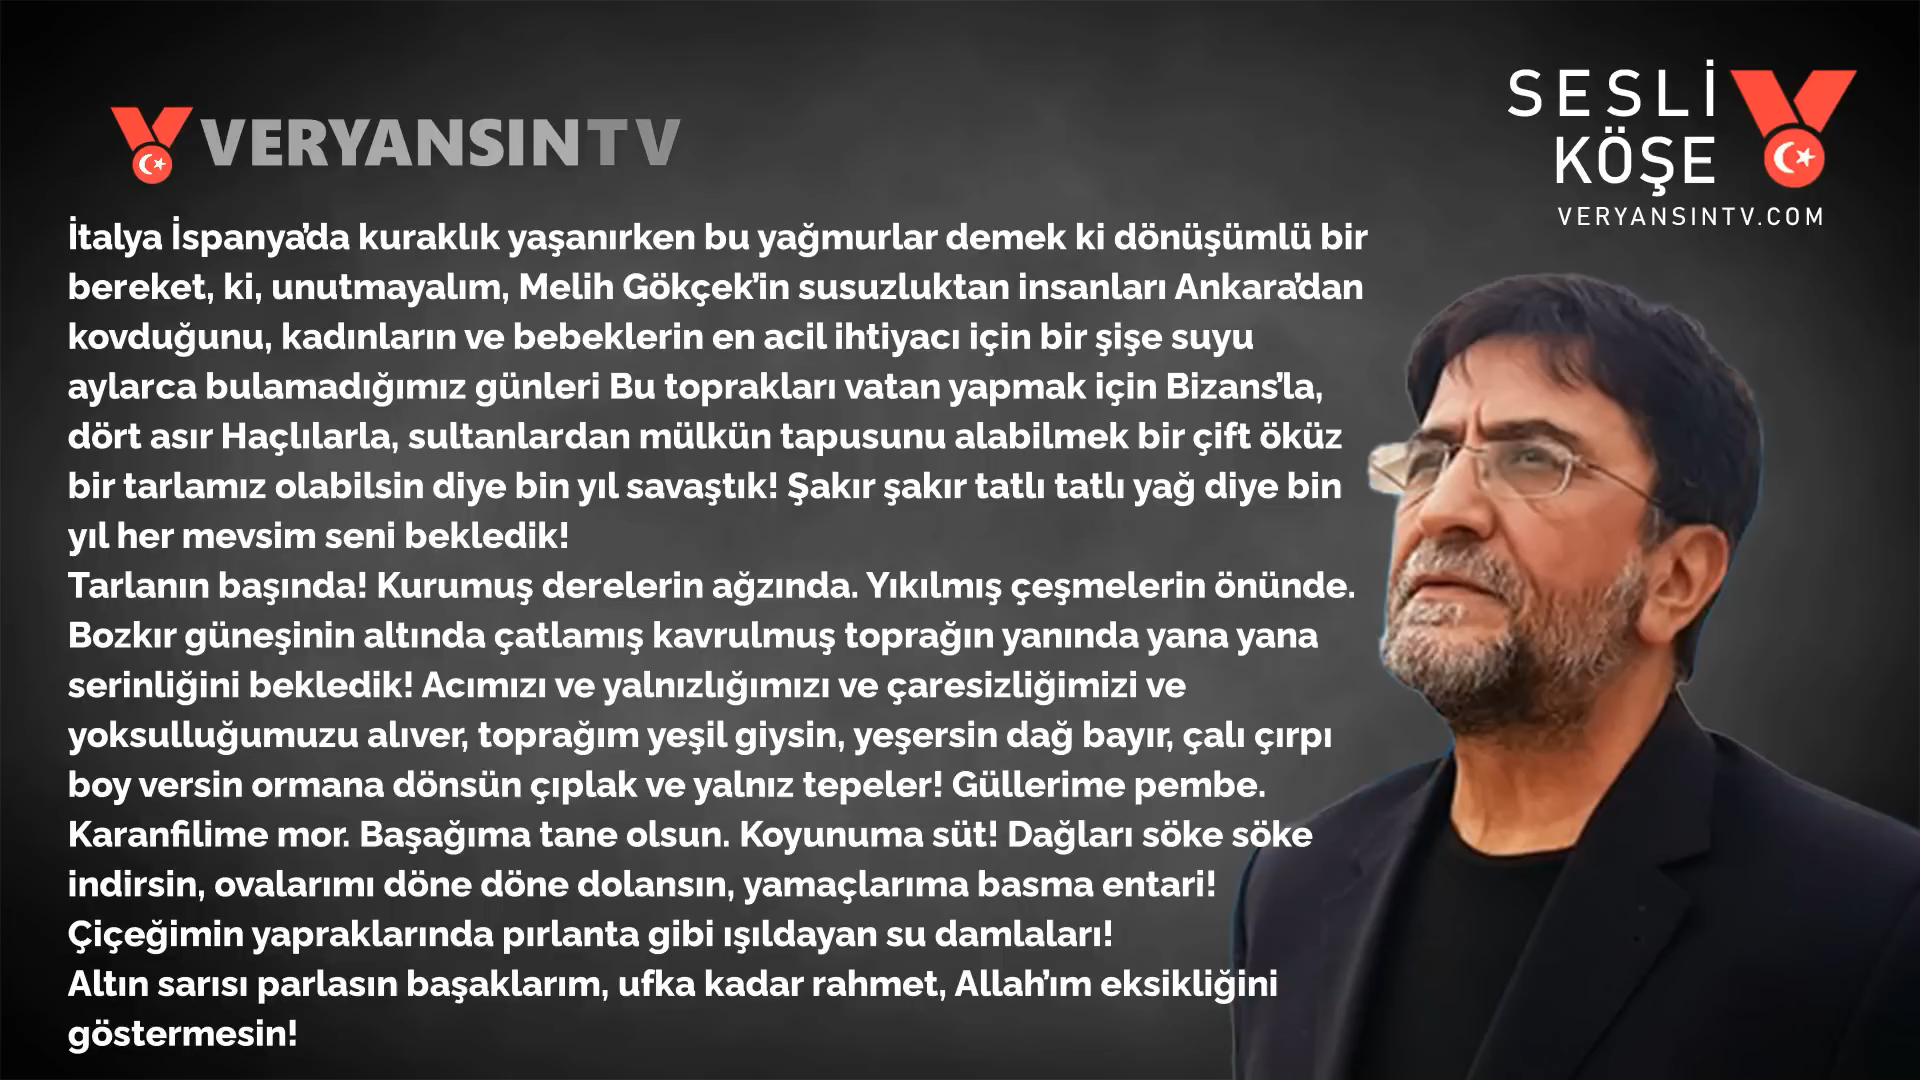 VERYANSINTV
SESLİ
KÖŞE
VERYANSINTV.COM
İtalya İspanya’da kuraklık yaşanırken bu yağmurlar demek ki dönüşümlü bir
bereket, ki, unutmayalım, Melih Gökçek’in susuzluktan insanları Ankara’dan
kovduğunu, kadınların ve bebeklerin en acil ihtiyacı için bir şişe suyu
aylarca bulamadığımız günleri Bu toprakları vatan yapmak için Bizans’la,
dört asır Haçlılarla, sultanlardan mülkün tapusunu alabilmek bir çift öküz
bir tarlamız olabilsin diye bin yıl savaştık! Şakır şakır tatlı tatlı yağ diye bin
yıl her mevsim seni bekledik!
Tarlanın başında! Kurumuş derelerin ağzında. Yıkılmış çeşmelerin önünde.
Bozkır güneşinin altında çatlamış kavrulmuş toprağın yanında yana yana
serinliğini bekledik! Acımızı ve yalnızlığımızı ve çaresizliğimizi ve
yoksulluğumuzu alıver, toprağım yeşil giysin, yeşersin dağ bayır, çalı çırpı
boy versin ormana dönsün çıplak ve yalnız tepeler! Güllerime pembe.
Karanfilime mor. Başağıma tane olsun. Koyunuma süt! Dağları söke söke
indirsin, ovalarımı döne döne dolansın, yamaçlarıma basma entari!
Çiçeğimin yapraklarında pırlanta gibi ışıldayan su damlaları!
Altın sarısı parlasın başaklarım, ufka kadar rahmet, Allah’ım eksikliğini
göstermesin!